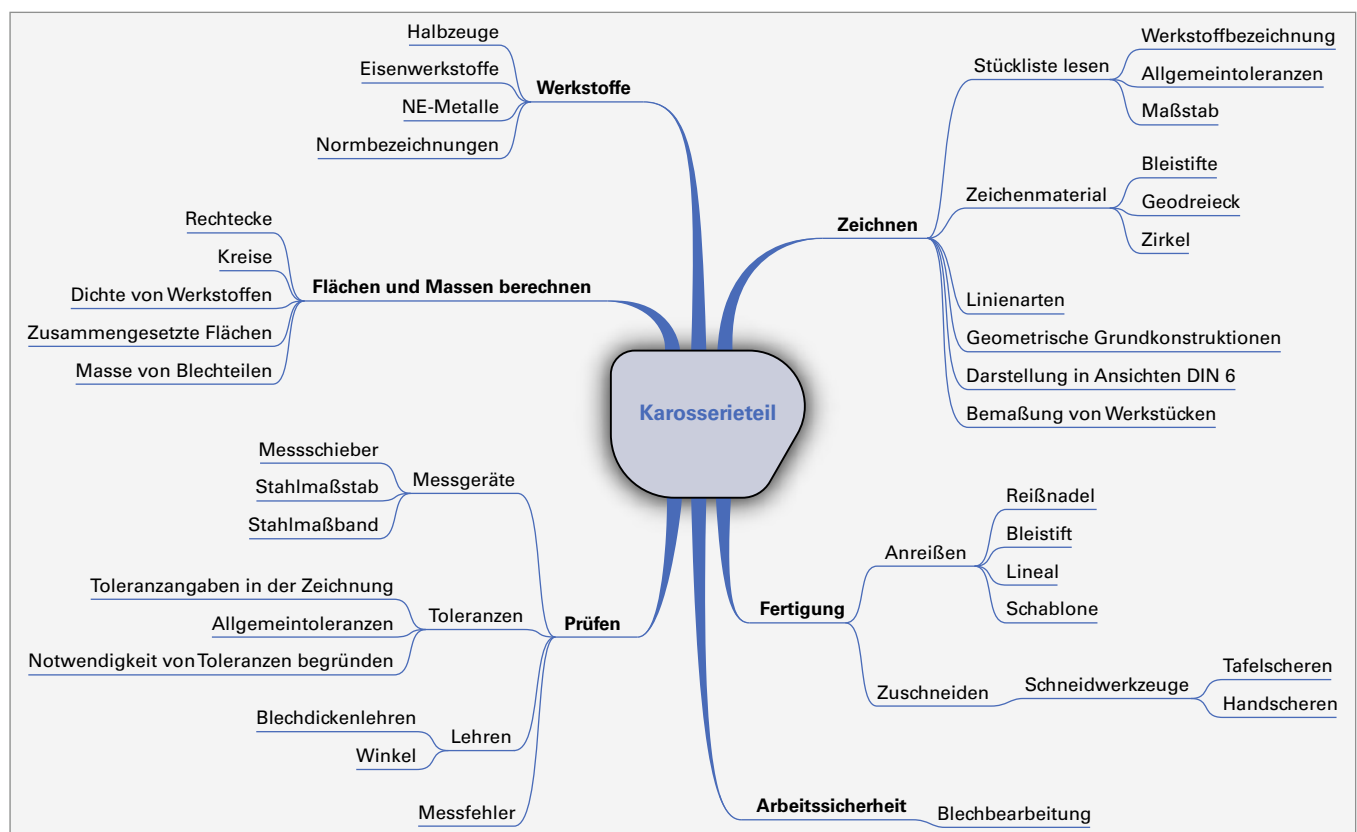 Karosserieteil
Werkstoffe
Halbzeuge
Eisenwerkstoffe
NE-Metalle
Normbezeichnungen
Flächen und Massen berechnen
Rechtecke
Kreise
Dichte von Werkstoffen
Zusammengesetzte Flächen
Masse von Blechteilen
Prüfen
Messgeräte
Messschieber
Stahlmaßstab
Stahlmaßband
Toleranzen
Toleranzangaben in der Zeichnung
Allgemeintoleranzen
Notwendigkeit von Toleranzen begründen
Lehren
Blechdickenlehren
Winkel
Messfehler
Zeichnen
Stückliste lesen
Werkstoffbezeichnung
Allgemeintoleranzen
Maßstab
Zeichenmaterial
Bleistifte
Geodreieck
Zirkel
Linienarten
Geometrische Grundkonstruktionen
Darstellung in Ansichten DIN 6
Bemaßung von Werkstücken
Fertigung
Anreißen
Reißnadel
Bleistift
Lineal
Schablone
Zuschneiden
Schneidwerkzeuge
Tafelscheren
Handscheren
Arbeitssicherheit
Blechbearbeitung